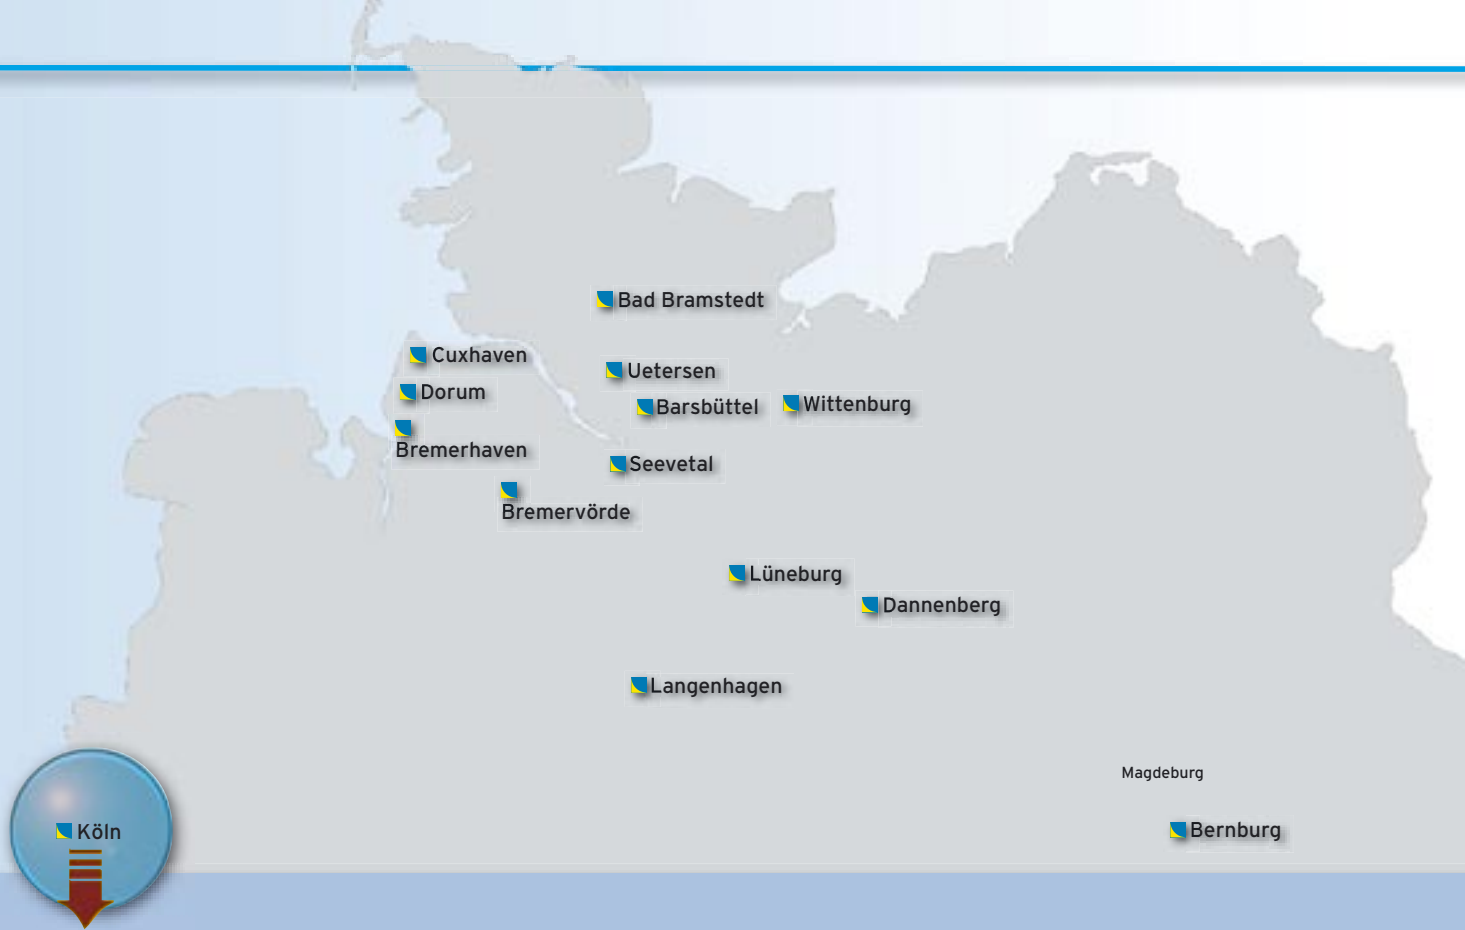 Bad Bramstedt
Cuxhaven
Uetersen
Dorum
Barsbüttel
Wittenburg
Bremerhaven
Seevetal
Bremervörde
Lüneburg
Dannenberg
Langenhagen
Magdeburg
Köln
Bernburg